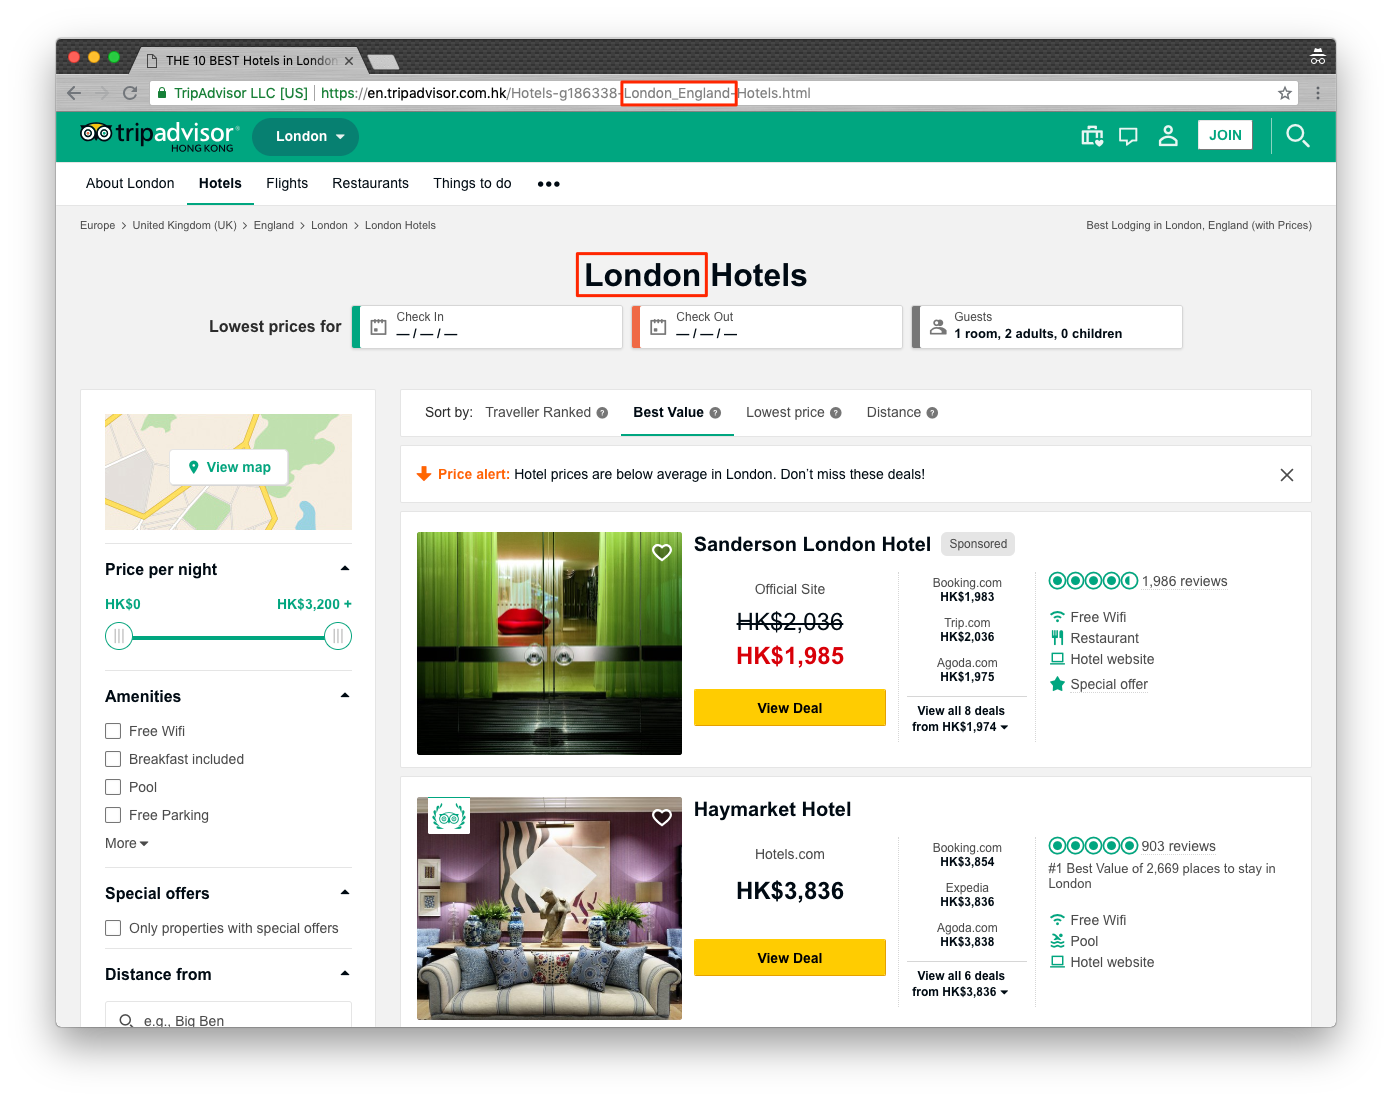 THE 10 BEST Hotels in London
TripAdvisor LLC [US] https://en.tripadvisor.com.hk/Hotels-g186338-London_England-Hotels.html
tripadvisor
HONG KONG
London
JOIN
About London Hotels Flights Restaurants Things to do
Europe > United Kingdom (UK) > England > London > London Hotels
Best Lodging in London, England (with Prices)
London Hotels
Lowest prices for
Check In
— / — / —
Check Out
— / — / —
Guests
1 room, 2 adults, 0 children
View map
Price per night
HK$0 HK$3,200 +
Amenities
Free Wifi
Breakfast included
Pool
Free Parking
More
Special offers
Only properties with special offers
Distance from
e.g., Big Ben
Sort by: Traveller Ranked ? Best Value ? Lowest price ? Distance ?
Price alert: Hotel prices are below average in London. Don't miss these deals!
Sanderson London Hotel Sponsored
Official Site
HK$2,036
HK$1,985
View Deal
Booking.com
HK$1,983
Trip.com
HK$2,036
Agoda.com
HK$1,975
View all 8 deals
from HK$1,974
1,986 reviews
Free Wifi
Restaurant
Hotel website
Special offer
Haymarket Hotel
Hotels.com
HK$3,836
View Deal
Booking.com
HK$3,854
Expedia
HK$3,836
Agoda.com
HK$3,838
View all 6 deals
from HK$3,836
903 reviews
#1 Best Value of 2,669 places to stay in
London
Free Wifi
Pool
Hotel website